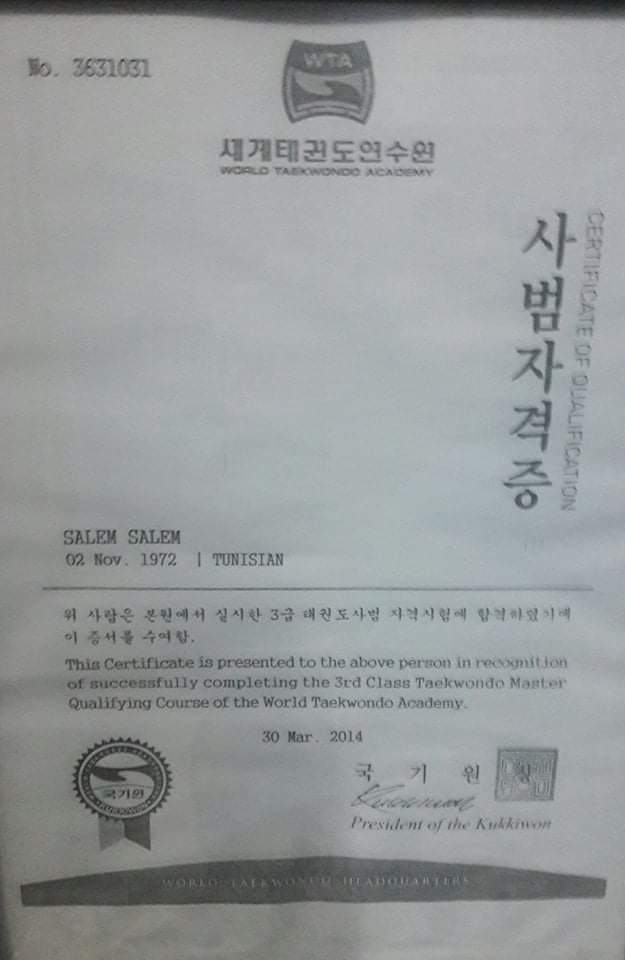 No. 3631031
WTA
세계태권도연수원
WORLD TAEKWONDO ACADEMY
사범자격증
CERTIFICATE OF QUALIFICATION
SALEM SALEM
02 Nov. 1972 | TUNISIAN
위 사람은 본원에서 실시한 3급 태권도사범 자격시험에 합격하였기에
이 증서를 수여함.
This Certificate is presented to the above person in recognition
of successfully completing the 3rd Class Taekwondo Master
Qualifying Course of the World Taekwondo Academy.
30 Mar. 2014
국기원
국 기 원
President of the Kukkiwon
WORLD TAEKWONDO HEADQUARTERS